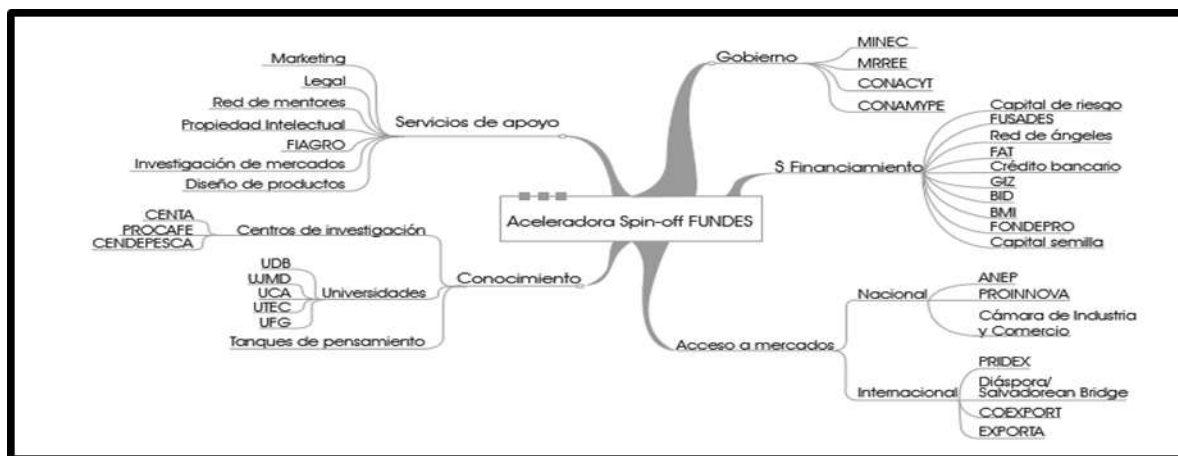 Aceleradora Spin-off FUNDES
Servicios de apoyo
Marketing
Legal
Red de mentores
Propiedad Intelectual
FIAGRO
Investigación de mercados
Diseño de productos
Conocimiento
Centros de investigación
CENTA
PROCAFE
CENDEPESCA
Universidades
UDB
UJMD
UCA
UTEC
UFG
Tanques de pensamiento
Gobierno
MINEC
MRREE
CONACYT
CONAMYPE
$ Financiamiento
Capital de riesgo
FUSADES
Red de ángeles
FAT
Crédito bancario
GIZ
BID
BMI
FONDEPRO
Capital semilla
Acceso a mercados
Nacional
ANEP
PROINNOVA
Cámara de Industria
y Comercio
Internacional
PRIDEX
Diáspora/
Salvadorean Bridge
COEXPORT
EXPORTA